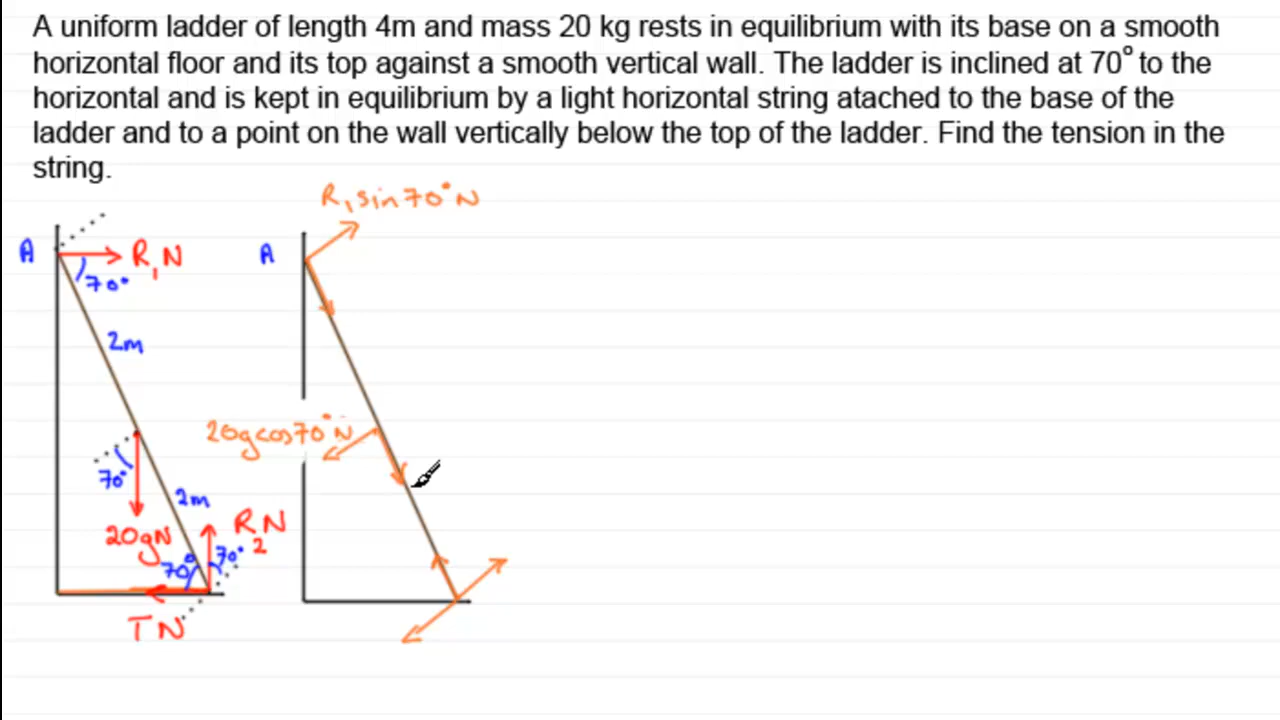 A uniform ladder of length 4m and mass 20 kg rests in equilibrium with its base on a smooth
horizontal floor and its top against a smooth vertical wall. The ladder is inclined at 70° to the
horizontal and is kept in equilibrium by a light horizontal string atached to the base of the
ladder and to a point on the wall vertically below the top of the ladder. Find the tension in the
string.
R₁sin70°N
A
R₁N
A
70°
2m
20gcos70°N
70°
2m
20gN
R₂N
70°
70°
TN